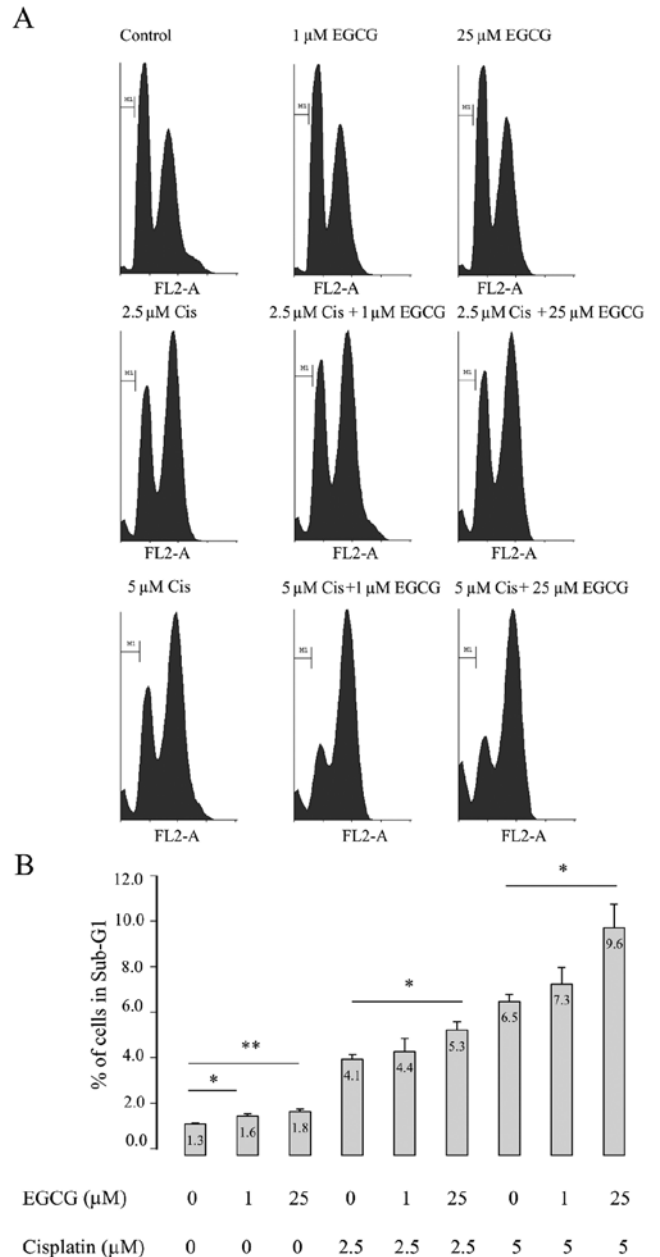 A
Control 1 µM EGCG 25 µM EGCG
M1 M1 M1
FL2-A FL2-A FL2-A
2.5 µM Cis 2.5 µM Cis + 1 µM EGCG 2.5 µM Cis + 25 µM EGCG
M1 M1 M1
FL2-A FL2-A FL2-A
5 µM Cis 5 µM Cis+1 µM EGCG 5 µM Cis+ 25 µM EGCG
M1 M1 M1
FL2-A FL2-A FL2-A
B
% of cells in Sub-G1
12.0
10.0
8.0
6.0
4.0
2.0
0.0
* ** * *
1.3 1.6 1.8 4.1 4.4 5.3 6.5 7.3 9.6
EGCG (µM) 0 1 25 0 1 25 0 1 25
Cisplatin (µM) 0 0 0 2.5 2.5 2.5 5 5 5